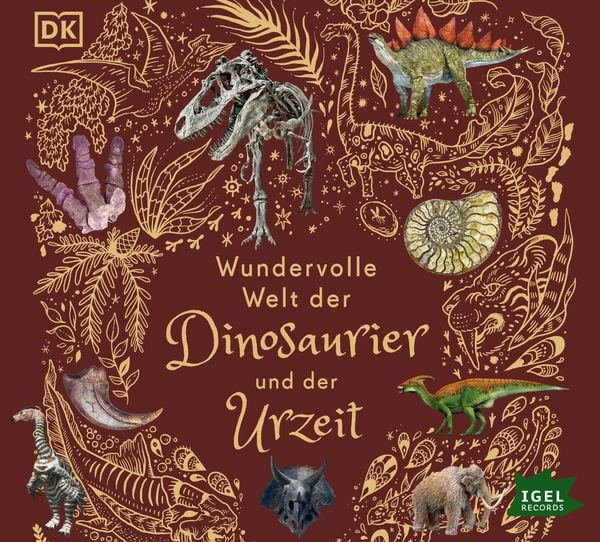 DK
Wundervolle
Welt der
Dinosaurier
und der
Urzeit
IGEL
RECORDS